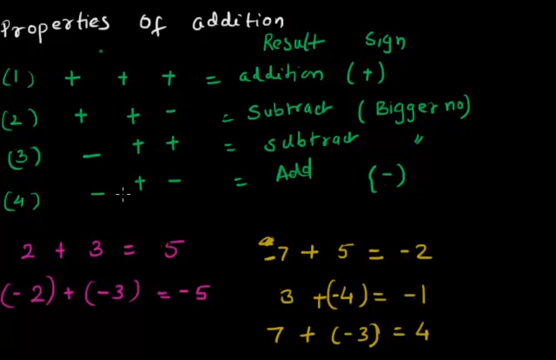 Properties of addition
Result Sign
(1) + + + = addition (+)
(2) + + - = Subtract (Bigger no)
(3) - + + = subtract "
(4) - + - = Add (-)
2 + 3 = 5
(-2) + (-3) = -5
-7 + 5 = -2
3 + (-4) = -1
7 + (-3) = 4